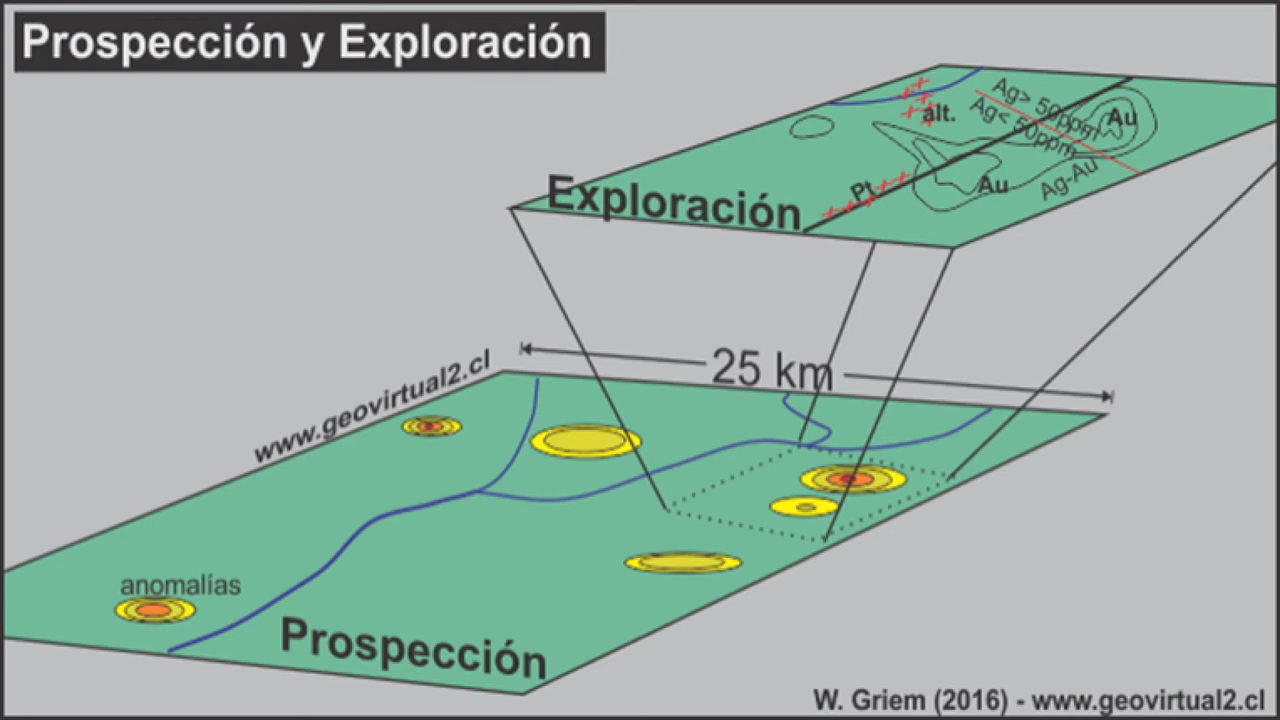 Prospección y Exploración
Ag> 50ppm
Ag< 50ppm
Au
alt.
Ag-Au
Au
Pt
Exploración
25 km
www.geovirtual2.cl
anomalías
Prospección
W. Griem (2016) - www.geovirtual2.cl